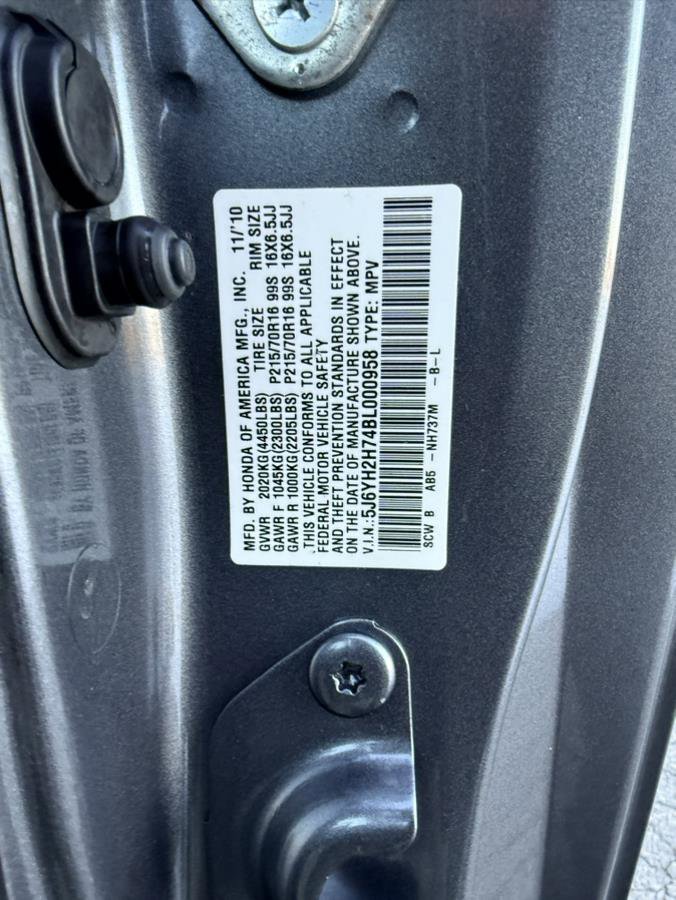 MFD. BY HONDA OF AMERICA MFG., INC. 11/'10
GVWR 2020KG(4450LBS) TIRE SIZE RIM SIZE
GAWR F 1045KG(2300LBS) P215/70R16 99S 16X6.5JJ
GAWR R 1000KG(2205LBS) P215/70R16 99S 16X6.5JJ
THIS VEHICLE CONFORMS TO ALL APPLICABLE
FEDERAL MOTOR VEHICLE SAFETY
AND THEFT PREVENTION STANDARDS IN EFFECT
ON THE DATE OF MANUFACTURE SHOWN ABOVE.
V.I.N.:5J6YH2H74BL000958 TYPE: MPV
SCW B AB5 -NH737M -B-L